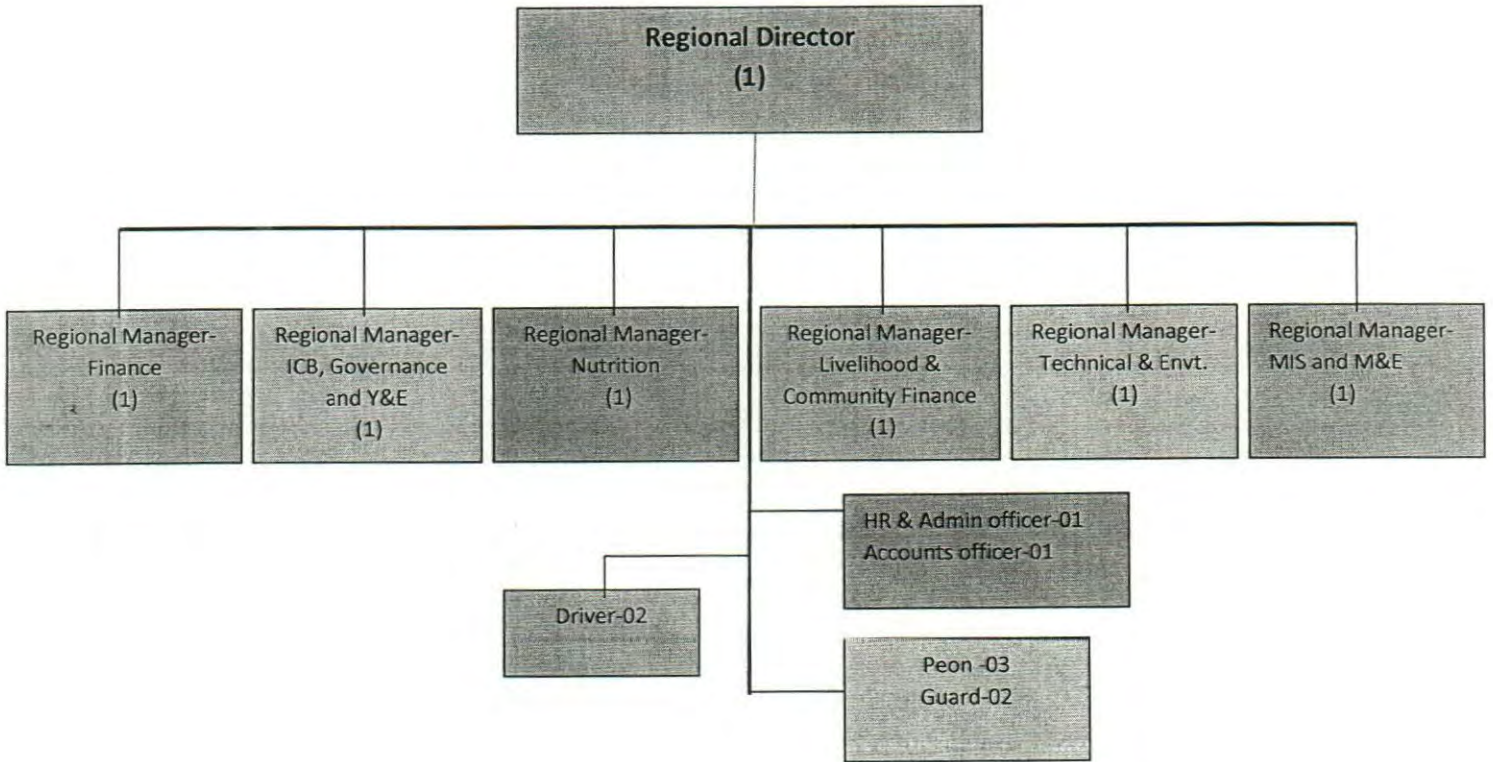 Regional Director
(1)
Regional Manager-
Finance
(1)
Regional Manager-
ICB, Governance
and Y&E
(1)
Regional Manager-
Nutrition
(1)
Regional Manager-
Livelihood &
Community Finance
(1)
Regional Manager-
Technical & Envt.
(1)
Regional Manager-
MIS and M&E
(1)
HR & Admin officer-01
Accounts officer-01
Driver-02
Peon -03
Guard-02